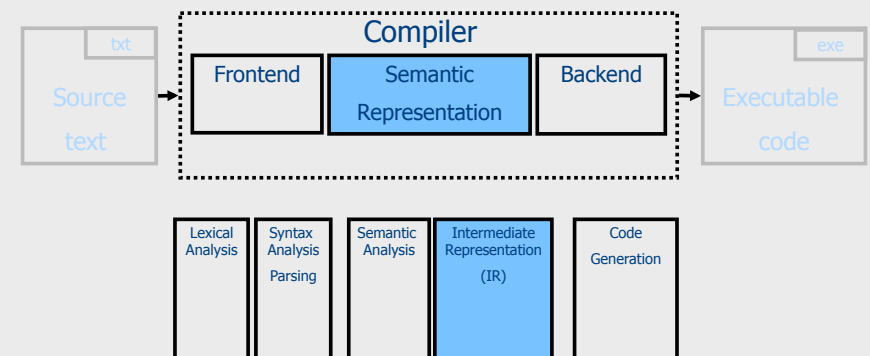 Compiler
txt
Source
text
Frontend
Semantic
Representation
Backend
exe
Executable
code
Lexical
Analysis
Syntax
Analysis
Parsing
Semantic
Analysis
Intermediate
Representation
(IR)
Code
Generation